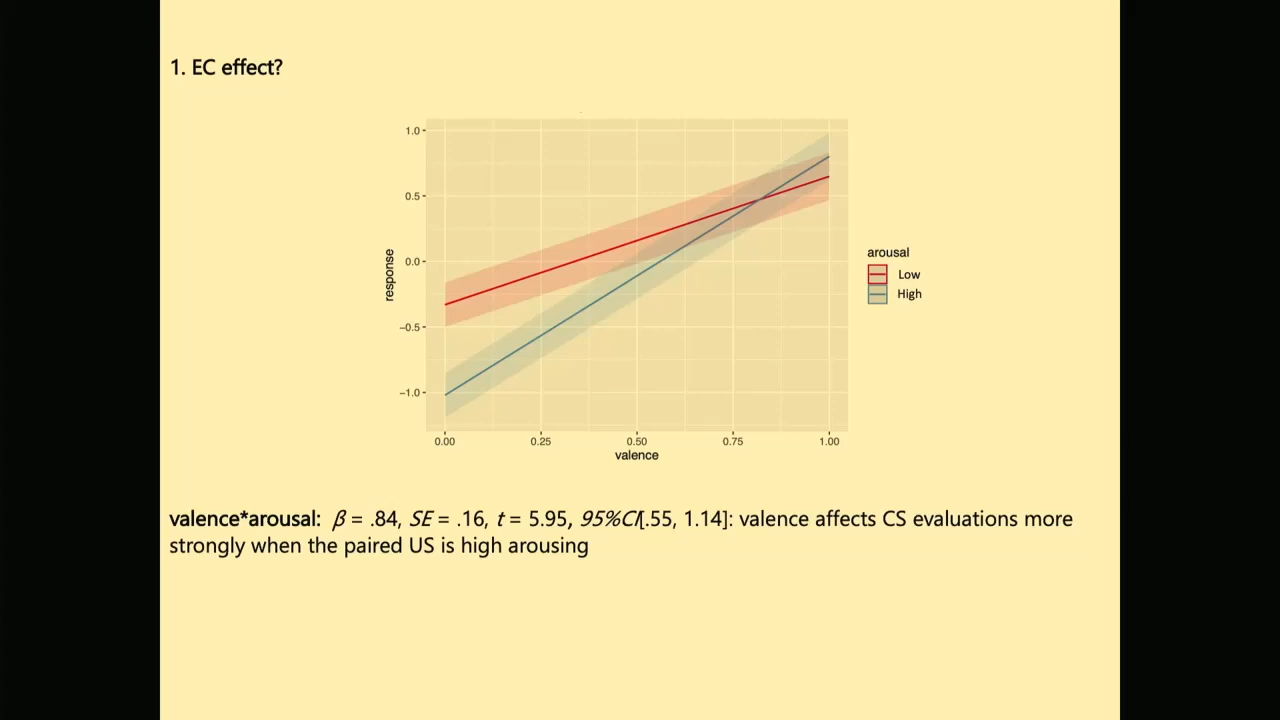 1. EC effect?
1.0
0.5
0.0
−0.5
−1.0
response
0.00 0.25 0.50 0.75 1.00
valence
arousal
Low
High
valence*arousal: β = .84, SE = .16, t = 5.95, 95%CI[.55, 1.14]: valence affects CS evaluations more
strongly when the paired US is high arousing